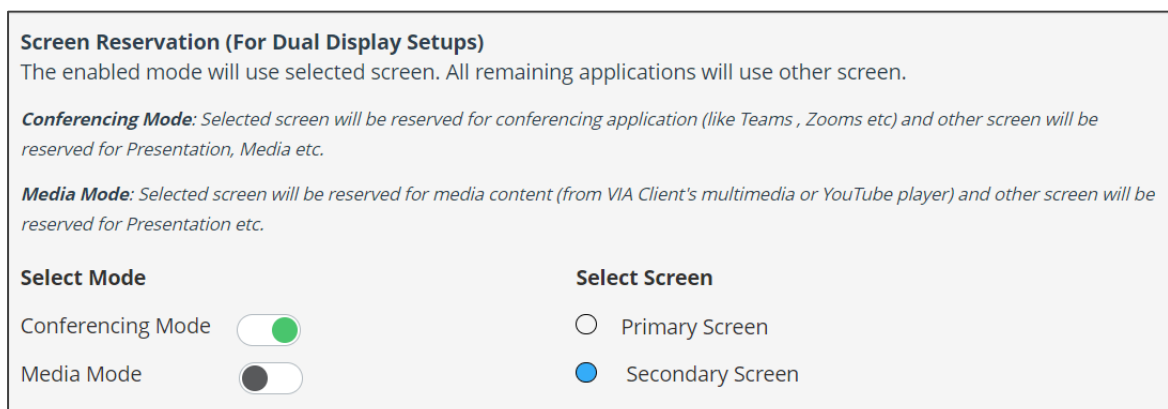 Screen Reservation (For Dual Display Setups)
The enabled mode will use selected screen. All remaining applications will use other screen.
Conferencing Mode: Selected screen will be reserved for conferencing application (like Teams , Zooms etc) and other screen will be
reserved for Presentation, Media etc.
Media Mode: Selected screen will be reserved for media content (from VIA Client's multimedia or YouTube player) and other screen will be
reserved for Presentation etc.
Select Mode
Select Screen
Conferencing Mode
Primary Screen
Media Mode
Secondary Screen